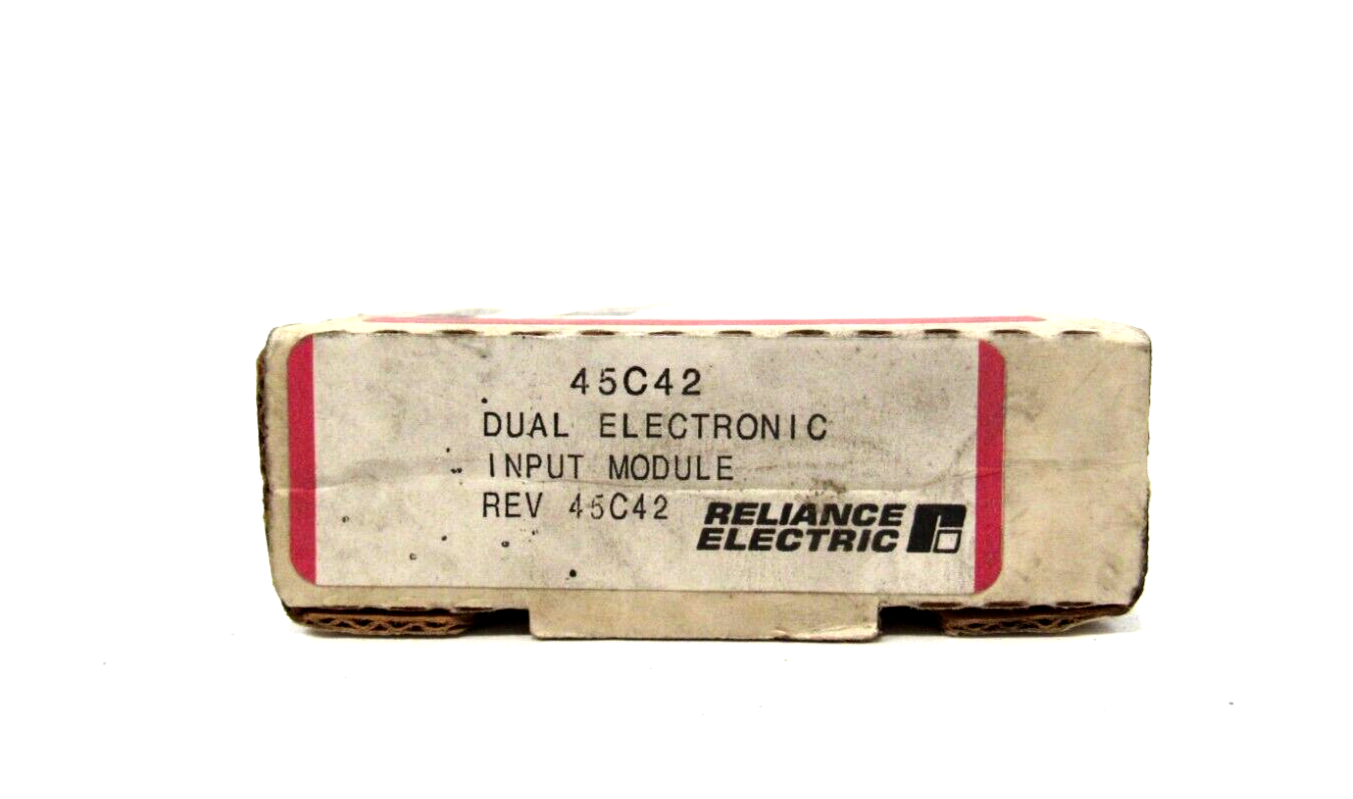 45C42
DUAL ELECTRONIC
INPUT MODULE
REV 45C42
RELIANCE
ELECTRIC